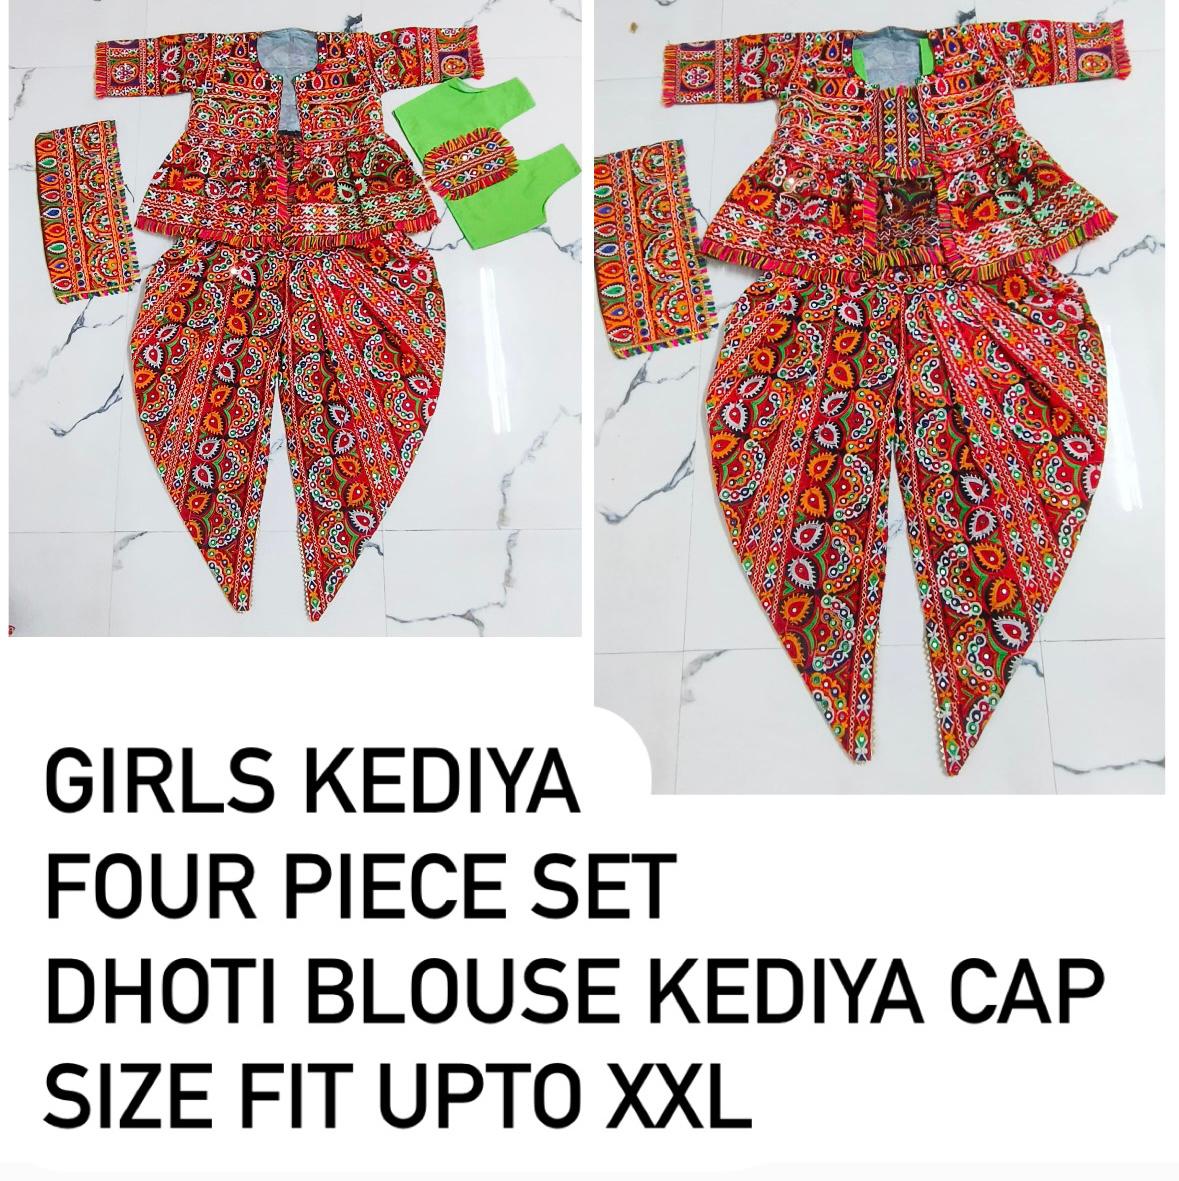 GIRLS KEDIYA
FOUR PIECE SET
DHOTI BLOUSE KEDIYA CAP
SIZE FIT UPTO XXL